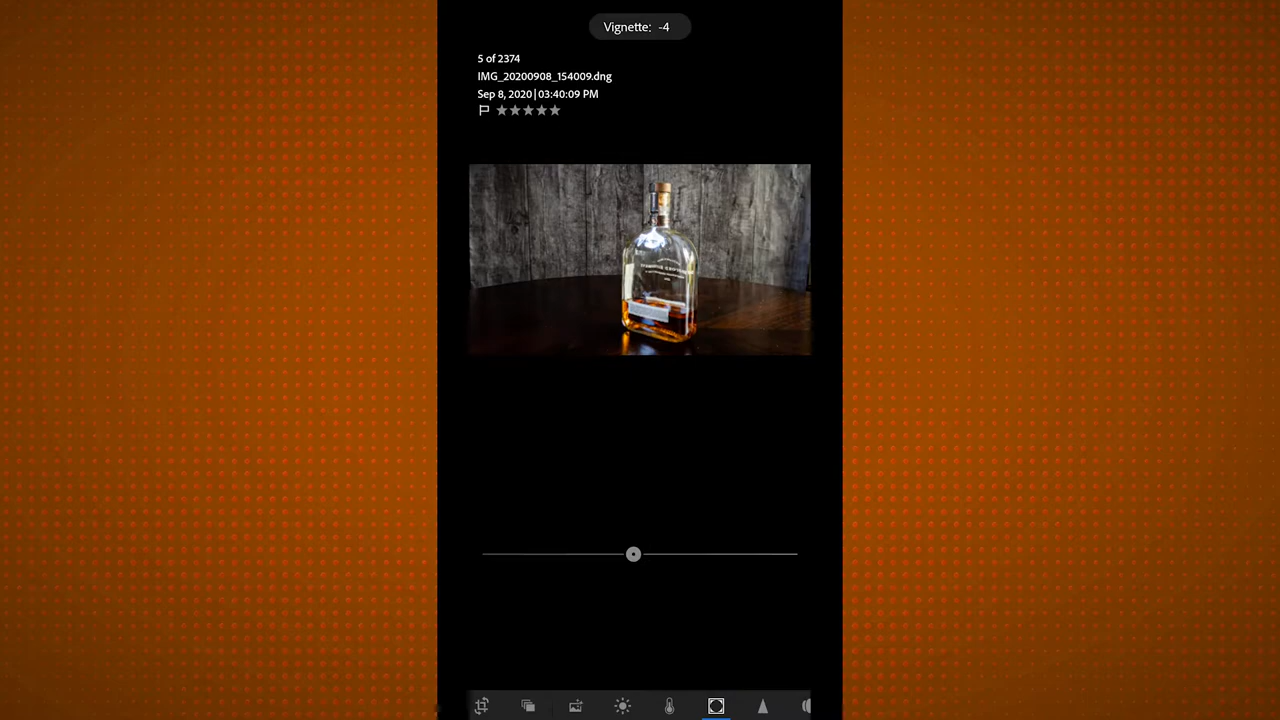 Vignette: -4
5 of 2374
IMG_20200908_154009.dng
Sep 8, 2020 | 03:40:09 PM